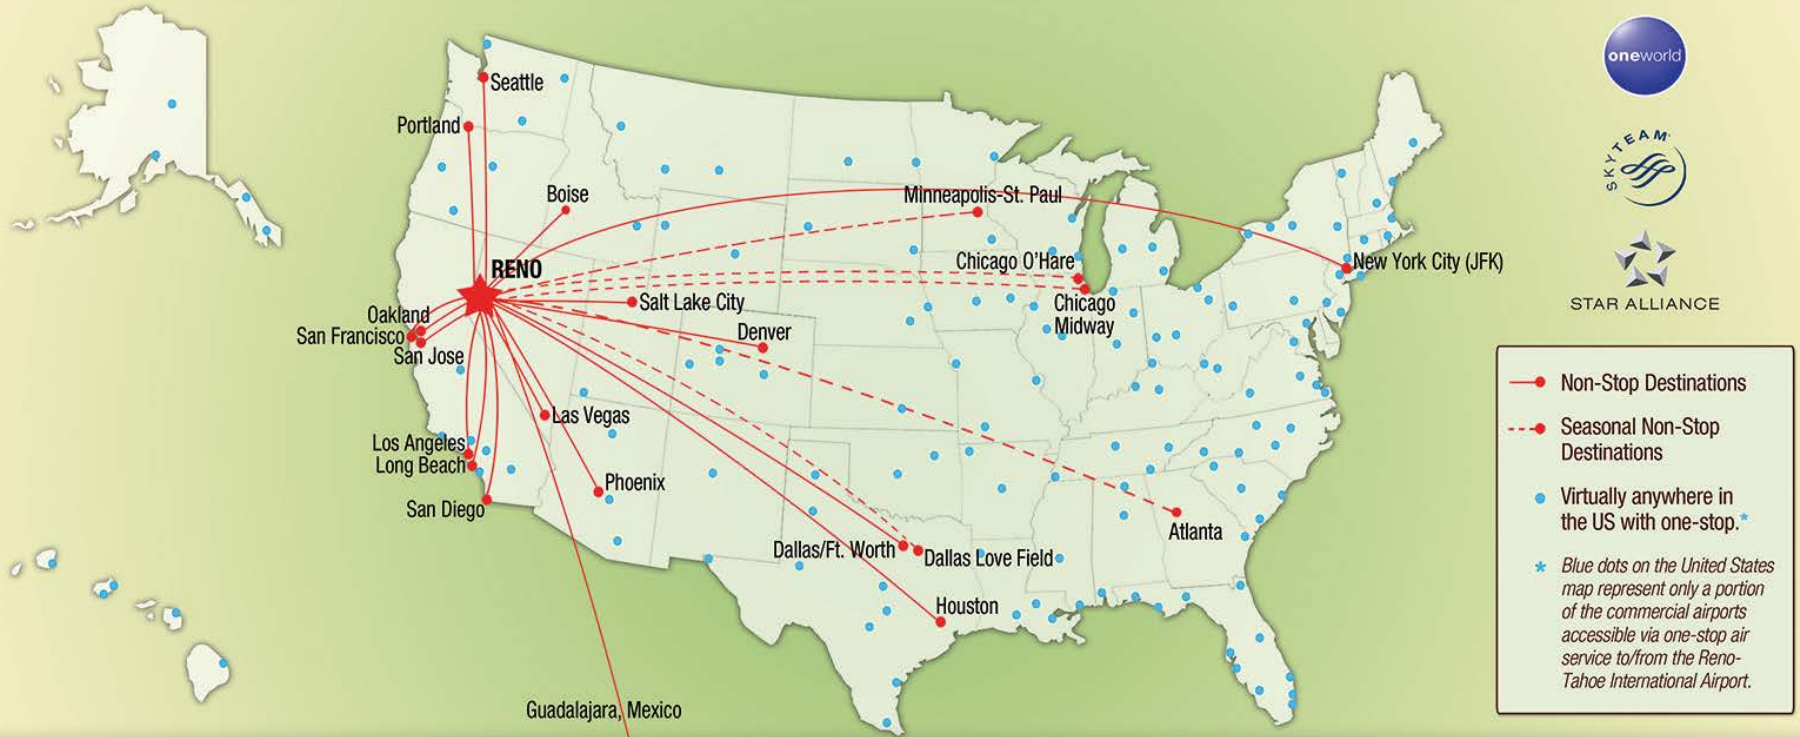 oneworld
Seattle
SKYTEAM
Portland
Boise
Minneapolis-St. Paul
RENO
Chicago O'Hare
New York City (JFK)
Salt Lake City
Chicago
Midway
STAR ALLIANCE
Oakland
San Francisco
San Jose
Denver
Las Vegas
Los Angeles
Long Beach
San Diego
Phoenix
Dallas/Ft. Worth
Dallas Love Field
Atlanta
Houston
Guadalajara, Mexico
Non-Stop Destinations
Seasonal Non-Stop
Destinations
Virtually anywhere in
the US with one-stop.*
* Blue dots on the United States
map represent only a portion
of the commercial airports
accessible via one-stop air
service to/from the Reno-
Tahoe International Airport.